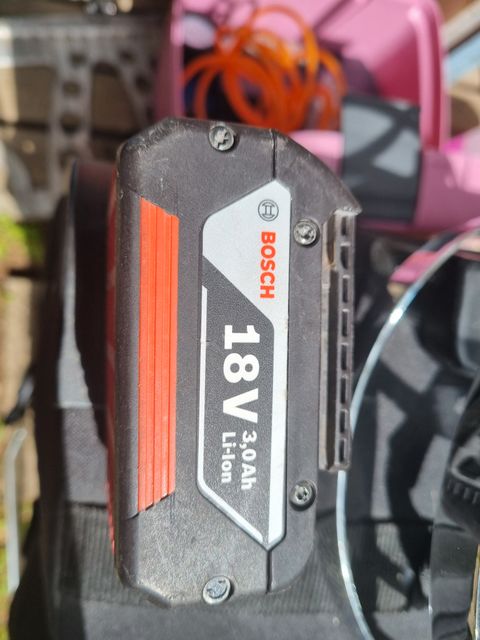 BOSCH
18V
3,0Ah
Li-Ion